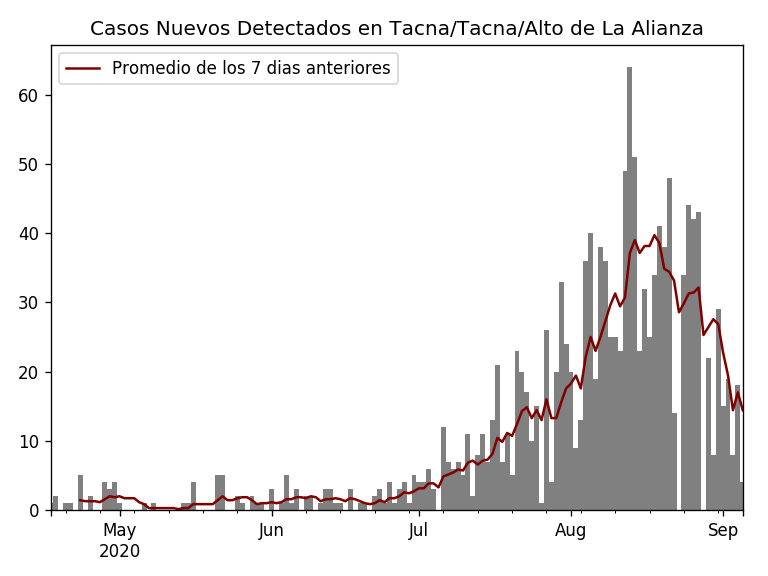 Casos Nuevos Detectados en Tacna/Tacna/Alto de La Alianza
Promedio de los 7 dias anteriores
60
50
40
30
20
10
0
May Jun Jul Aug Sep
2020